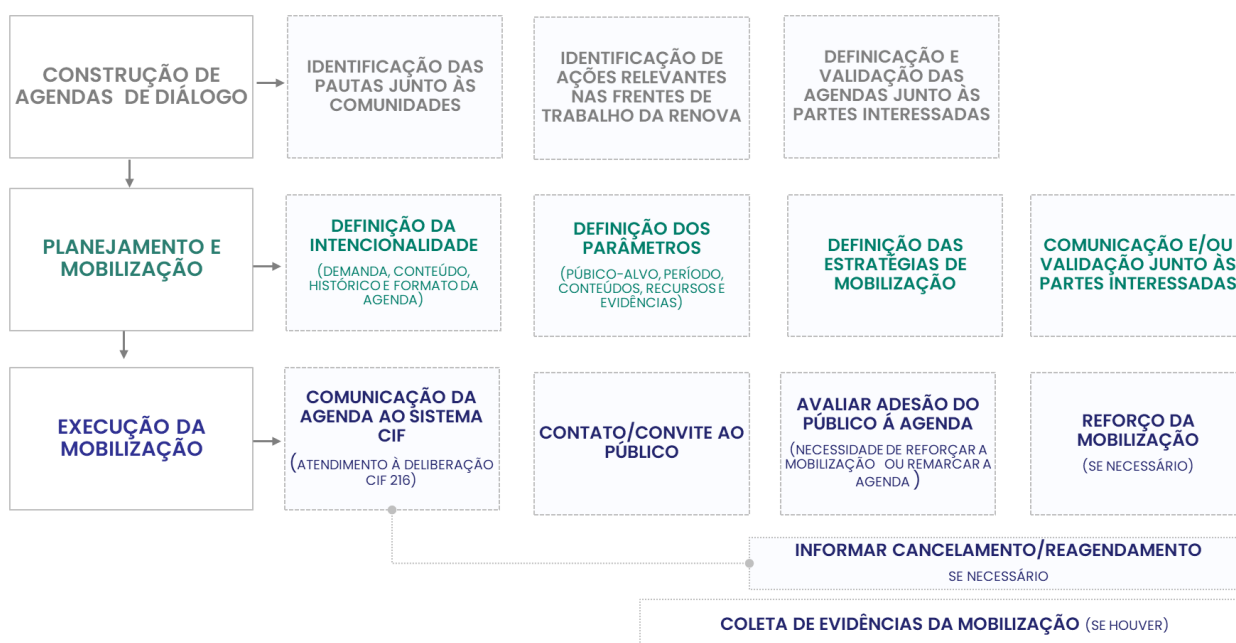 CONSTRUÇÃO DE
AGENDAS DE DIÁLOGO
IDENTIFICAÇÃO DAS
PAUTAS JUNTO ÀS
COMUNIDADES
IDENTIFICAÇÃO DE
AÇÕES RELEVANTES
NAS FRENTES DE
TRABALHO DA RENOVA
DEFINICAÇÃO E
VALIDAÇÃO DAS
AGENDAS JUNTO ÀS
PARTES INTERESSADAS
PLANEJAMENTO E
MOBILIZAÇÃO
DEFINIÇÃO DA
INTENCIONALIDADE
(DEMANDA, CONTEÚDO,
HISTÓRICO E FORMATO DA
AGENDA)
DEFINIÇÃO DOS
PARÂMETROS
(PÚBICO-ALVO, PERÍODO,
CONTEÚDOS, RECURSOS E
EVIDÊNCIAS)
DEFINIÇÃO DAS
ESTRATÉGIAS DE
MOBILIZAÇÃO
COMUNICAÇÃO E/OU
VALIDAÇÃO JUNTO ÀS
PARTES INTERESSADAS
EXECUÇÃO DA
MOBILIZAÇÃO
COMUNICAÇÃO DA
AGENDA AO SISTEMA
CIF
(ATENDIMENTO À DELIBERAÇÃO
CIF 216)
CONTATO/CONVITE AO
PÚBLICO
AVALIAR ADESÃO DO
PÚBLICO Á AGENDA
(NECESSIDADE DE REFORÇAR A
MOBILIZAÇÃO OU REMARCAR A
AGENDA )
REFORÇO DA
MOBILIZAÇÃO
(SE NECESSÁRIO)
INFORMAR CANCELAMENTO/REAGENDAMENTO
SE NECESSÁRIO
COLETA DE EVIDÊNCIAS DA MOBILIZAÇÃO (SE HOUVER)